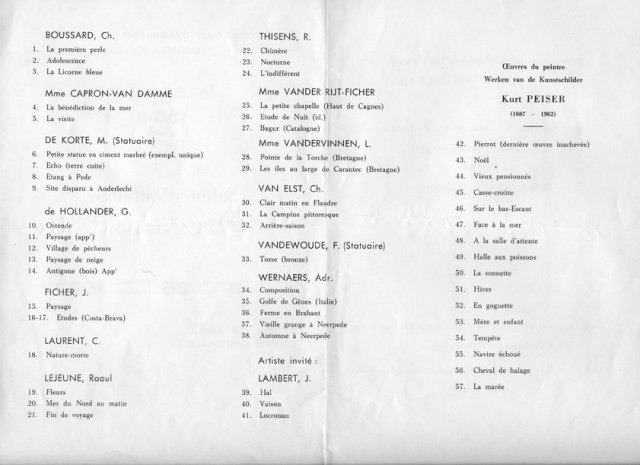 BOUSSARD, Ch.
1. La première perle
2. Adolescence
3. La Licorne bleue
Mme CAPRON-VAN DAMME
4. La bénédiction de la mer
5. La visite
DE KORTE, M. (Statuaire)
6. Petite statue en ciment marbré (exempl. unique)
7. Echo (terre cuite)
8. Etang à Pede
9. Site disparu à Anderlecht
de HOLLANDER, G.
10. Ostende
11. Paysage (appt)
12. Village de pêcheurs
13. Paysage de neige
14. Antigone (bois) Appt
FICHER, J.
15. Paysage
16-17. Etudes (Costa-Brava)
LAURENT, C.
18. Nature-morte
LEJEUNE, Raoul
19. Fleurs
20. Mer du Nord au matin
21. Fin de voyage
THISENS, R.
22. Chimère
23. Nocturne
24. L'indifférent
Mme VANDER RIJT-FICHER
25. La petite chapelle (Haut de Cagnes)
26. Etude de Nuit (id.)
27. Bagur (Catalogne)
Mme VANDERVINNEN, L.
28. Pointe de la Torche (Bretagne)
29. Les iles au large de Carantec (Bretagne)
VAN ELST, Ch.
30. Clair matin en Flandre
31. La Campine pittoresque
32. Arrière-saison
VANDEWOUDE, F. (Statuaire)
33. Torse (bronze)
WERNAERS, Adr.
34. Composition
35. Golfe de Gênes (Italie)
36. Ferme en Brabant
37. Vieille grange à Neerpede
38. Automne à Neerpede
Artiste invité :
LAMBERT, J.
39. Hal
40. Vaison
41. Locronan
Œuvres du peintre
Werken van de Kunstschilder
Kurt PEISER
(1887 - 1962)
42. Pierrot (dernière œuvre inachevée)
43. Noël
44. Vieux pensionnés
45. Casse-croûte
46. Sur le bas-Escaut
47. Face à la mer
48. A la salle d'attente
49. Halle aux poissons
50. La sonnette
51. Hiver
52. En goguette
53. Mère et enfant
54. Tempête
55. Navire échoué
56. Cheval de halage
57. La marée